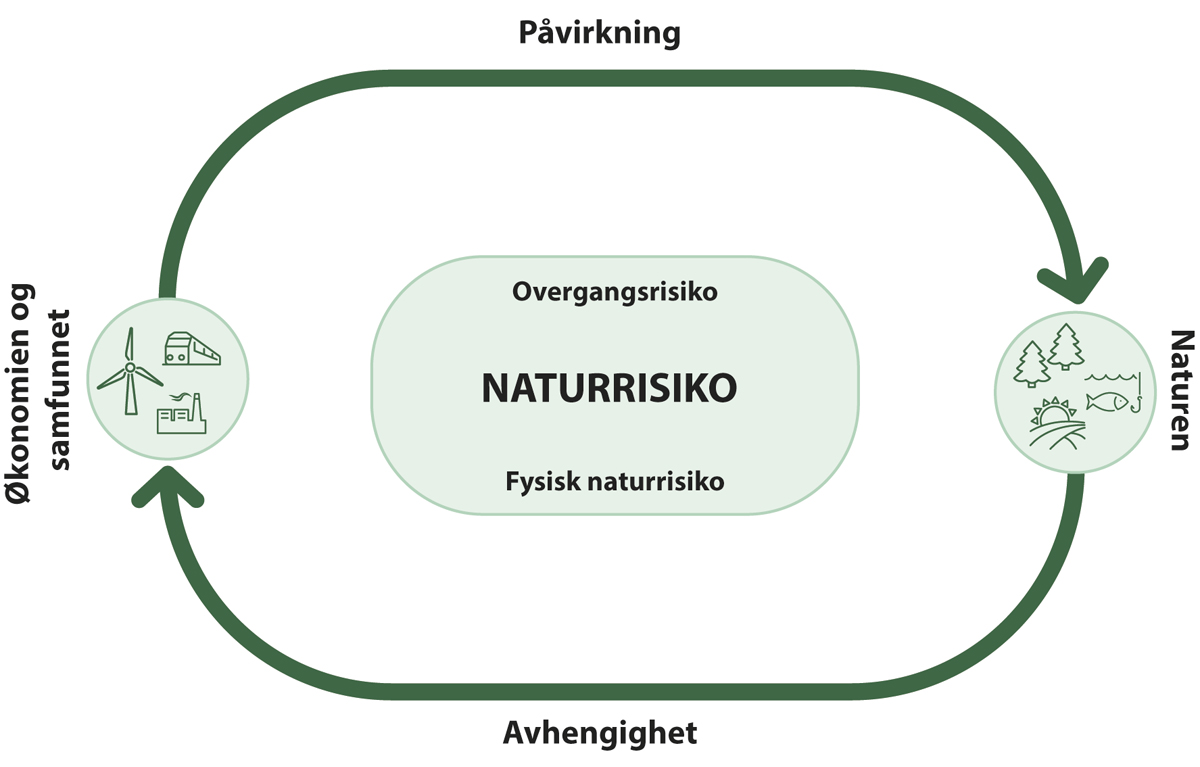 Påvirkning
Økonomien og
samfunnet
Overgangsrisiko
NATURRISIKO
Fysisk naturrisiko
Naturen
Avhengighet